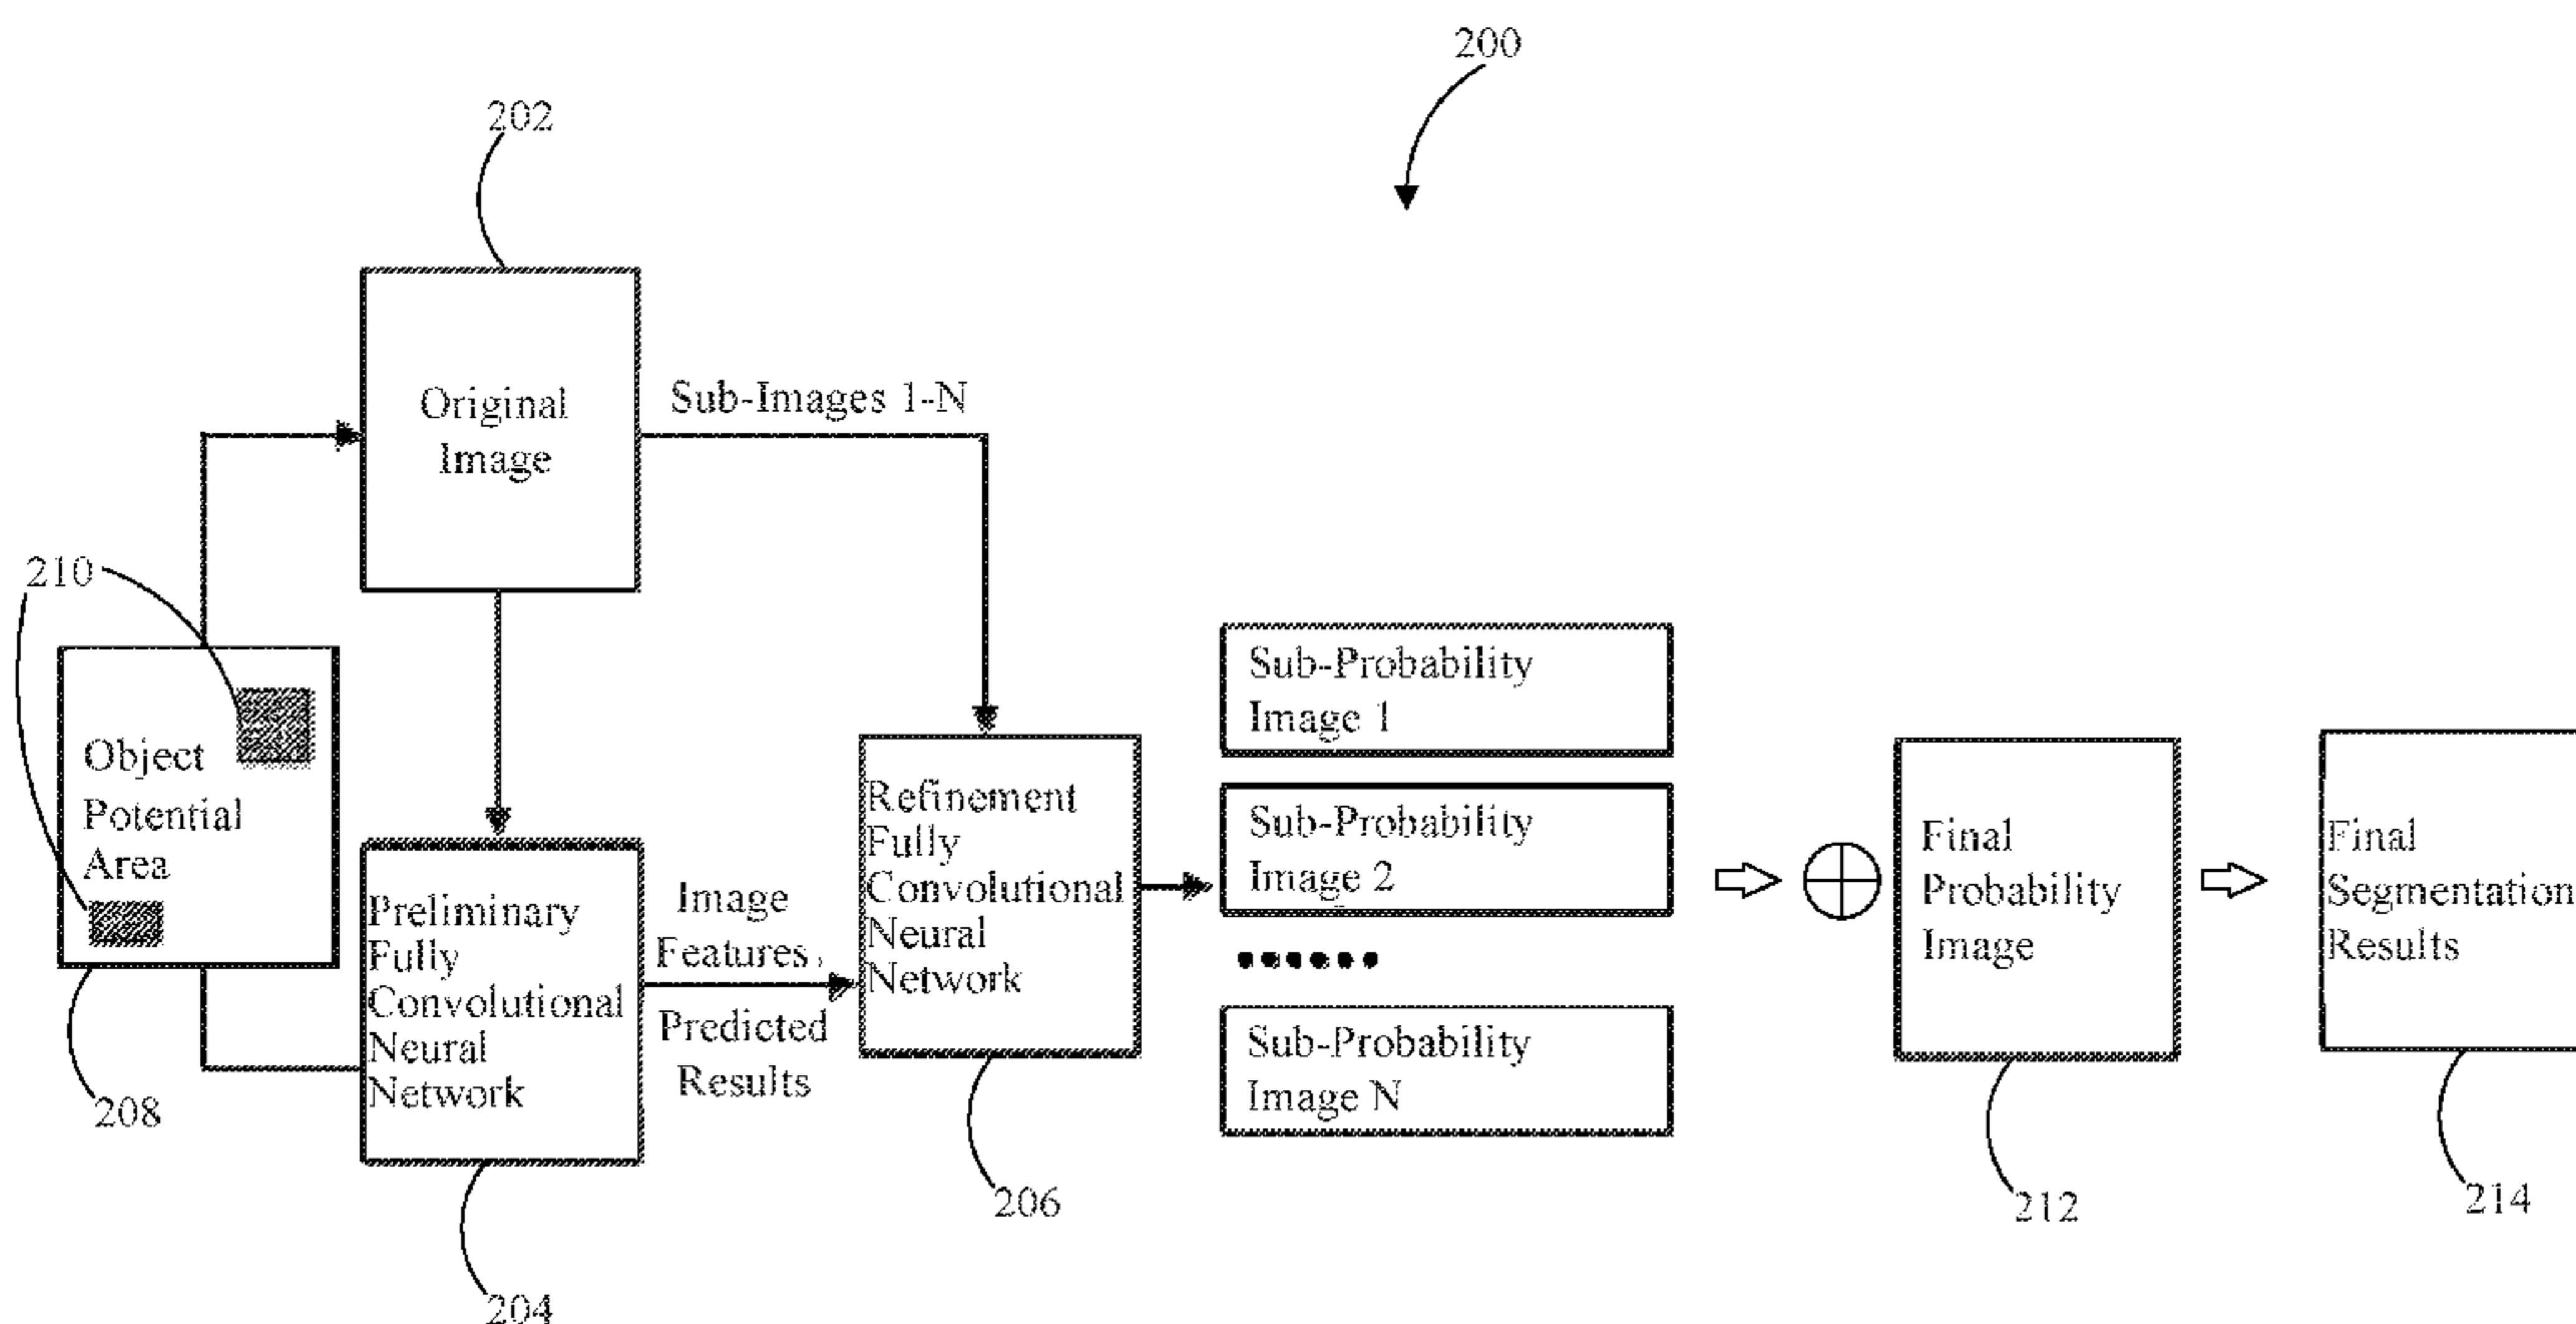 200
202
Original
Image
Sub-Images 1-N
210
Object
Potential
Area
208
Preliminary
Fully
Convolutional
Neural
Network
204
Image
Features,
Predicted
Results
Refinement
Fully
Convolutional
Neural
Network
206
Sub-Probability
Image 1
Sub-Probability
Image 2
......
Sub-Probability
Image N
Final
Probability
Image
212
Final
Segmentation
Results
214